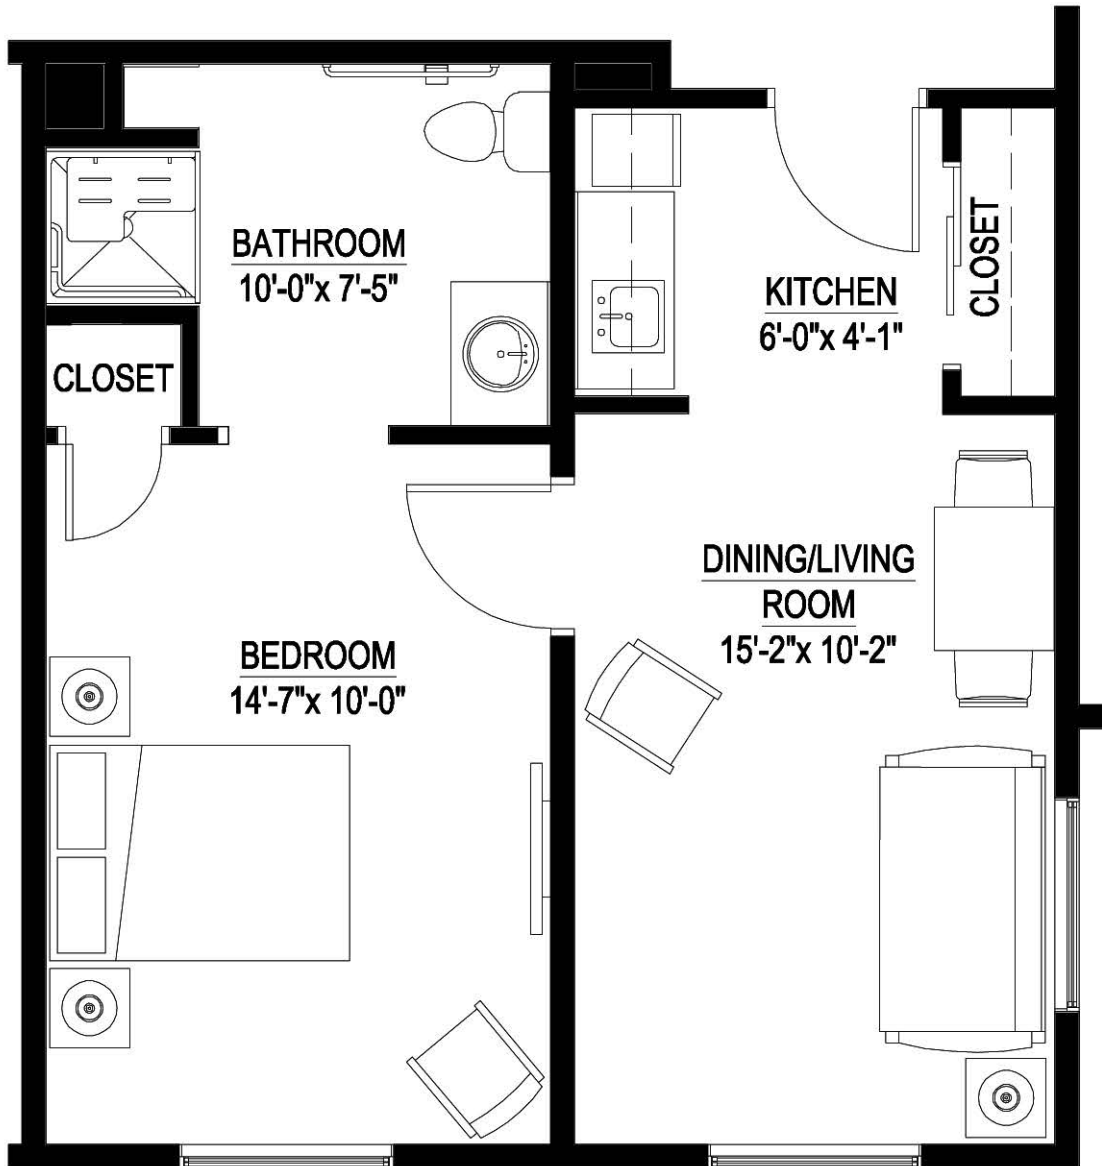 BATHROOM
10'-0"x 7'-5"
KITCHEN
6'-0"x 4'-1"
CLOSET
CLOSET
DINING/LIVING
ROOM
15'-2"x 10'-2"
BEDROOM
14'-7"x 10'-0"